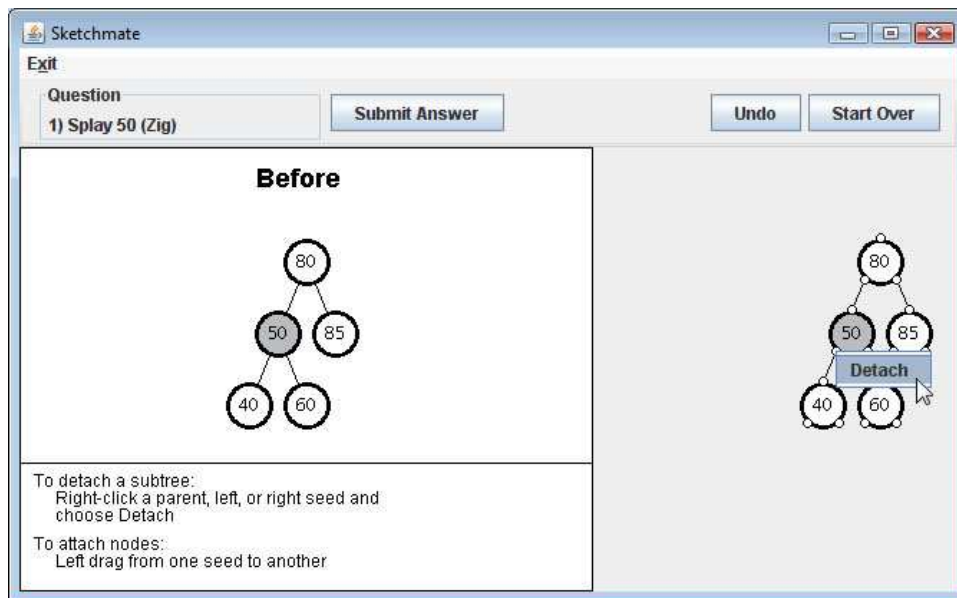 Sketchmate
Exit
Question
1) Splay 50 (Zig)
Submit Answer
Undo
Start Over
Before
80
50
85
40
60
To detach a subtree:
Right-click a parent, left, or right seed and
choose Detach
To attach nodes:
Left drag from one seed to another
80
50
85
Detach
40
60